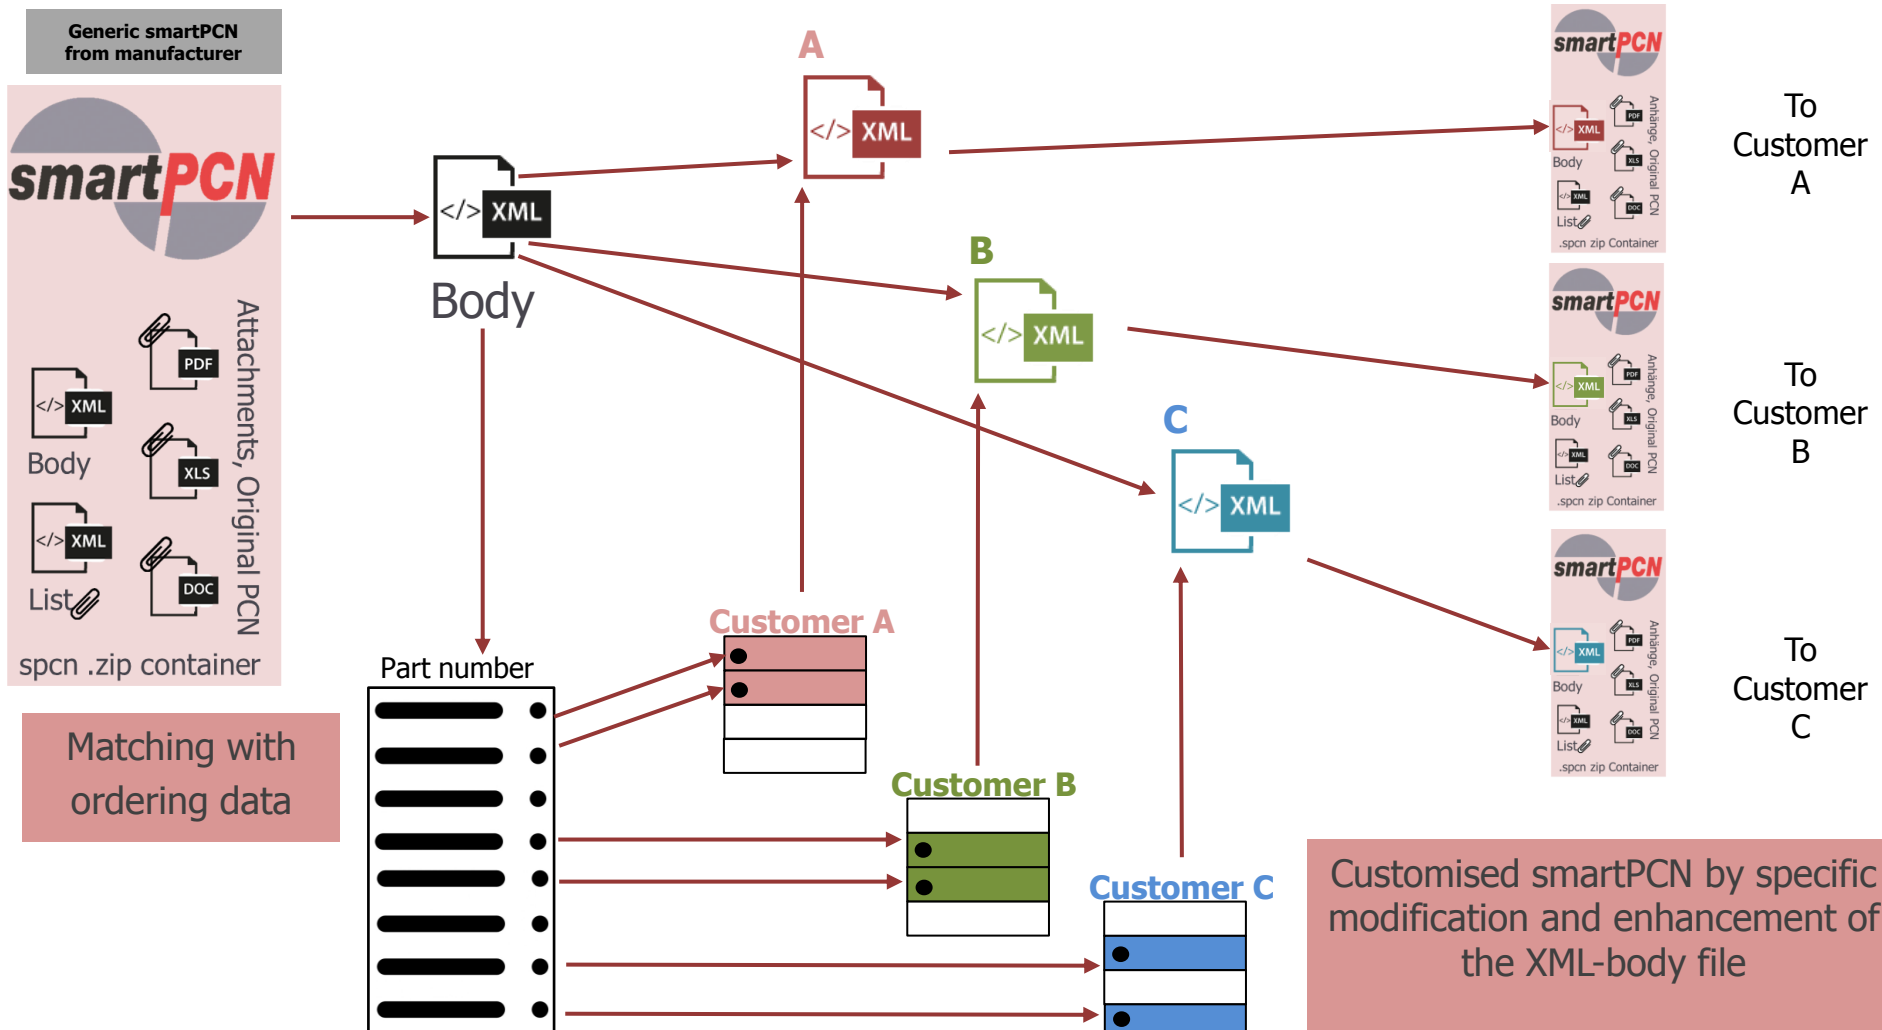 Generic smartPCN
from manufacturer
smartPCN
Attachments, Original PCN
PDF
</> XML
Body
XLS
</> XML
List
DOC
spcn .zip container
Matching with
ordering data
</> XML
Body
Part number
A
</> XML
B
</> XML
C
</> XML
Customer A
Customer B
Customer C
smartPCN
Anhänge, Original PCN
</> XML
PDF
Body
XLS
</> XML
DOC
List
.spcn zip Container
To
Customer
A
smartPCN
Anhänge, Original PCN
</> XML
PDF
Body
XLS
</> XML
DOC
List
.spcn zip Container
To
Customer
B
smartPCN
Anhänge, Original PCN
</> XML
PDF
Body
XLS
</> XML
DOC
List
.spcn zip Container
To
Customer
C
Customised smartPCN by specific
modification and enhancement of
the XML-body file